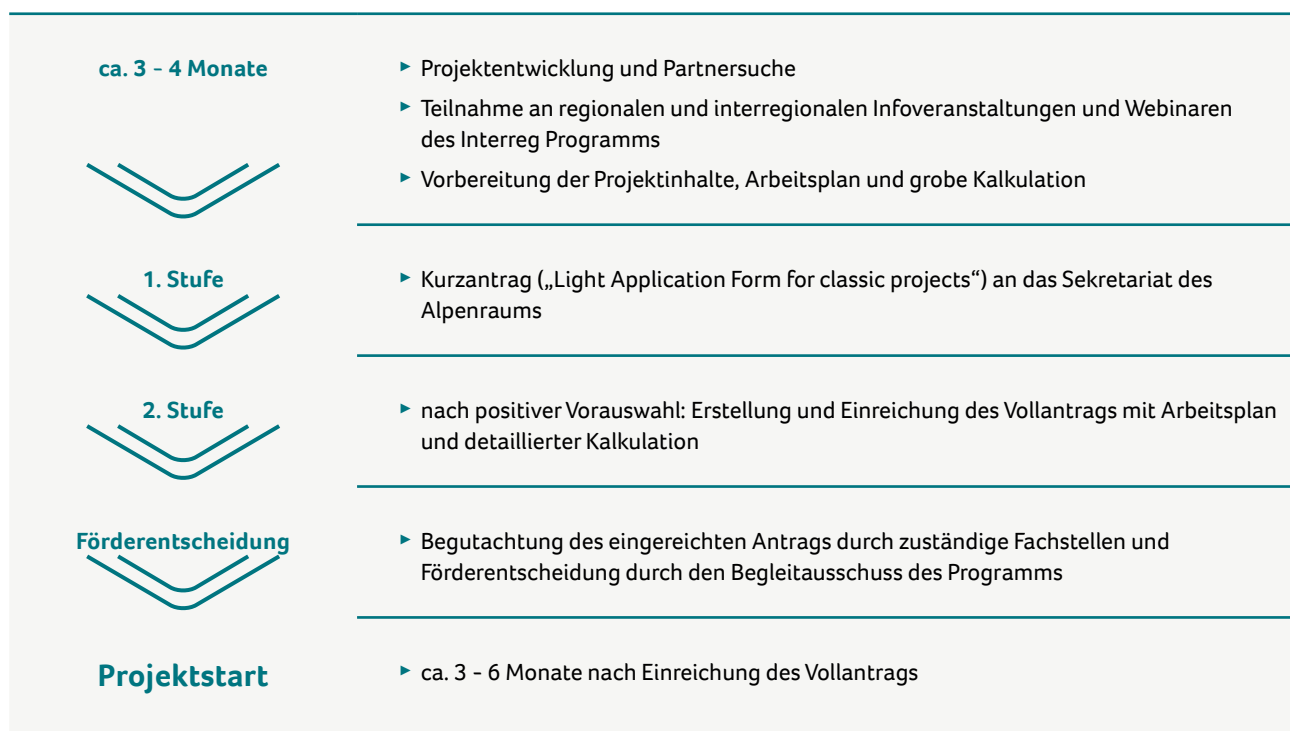 ca. 3 - 4 Monate
▸ Projektentwicklung und Partnersuche
▸ Teilnahme an regionalen und interregionalen Infoveranstaltungen und Webinaren
des Interreg Programms
▸ Vorbereitung der Projektinhalte, Arbeitsplan und grobe Kalkulation
1. Stufe
▸ Kurzantrag („Light Application Form for classic projects“) an das Sekretariat des
Alpenraums
2. Stufe
▸ nach positiver Vorauswahl: Erstellung und Einreichung des Vollantrags mit Arbeitsplan
und detaillierter Kalkulation
Förderentscheidung
▸ Begutachtung des eingereichten Antrags durch zuständige Fachstellen und
Förderentscheidung durch den Begleitausschuss des Programms
Projektstart
▸ ca. 3 - 6 Monate nach Einreichung des Vollantrags